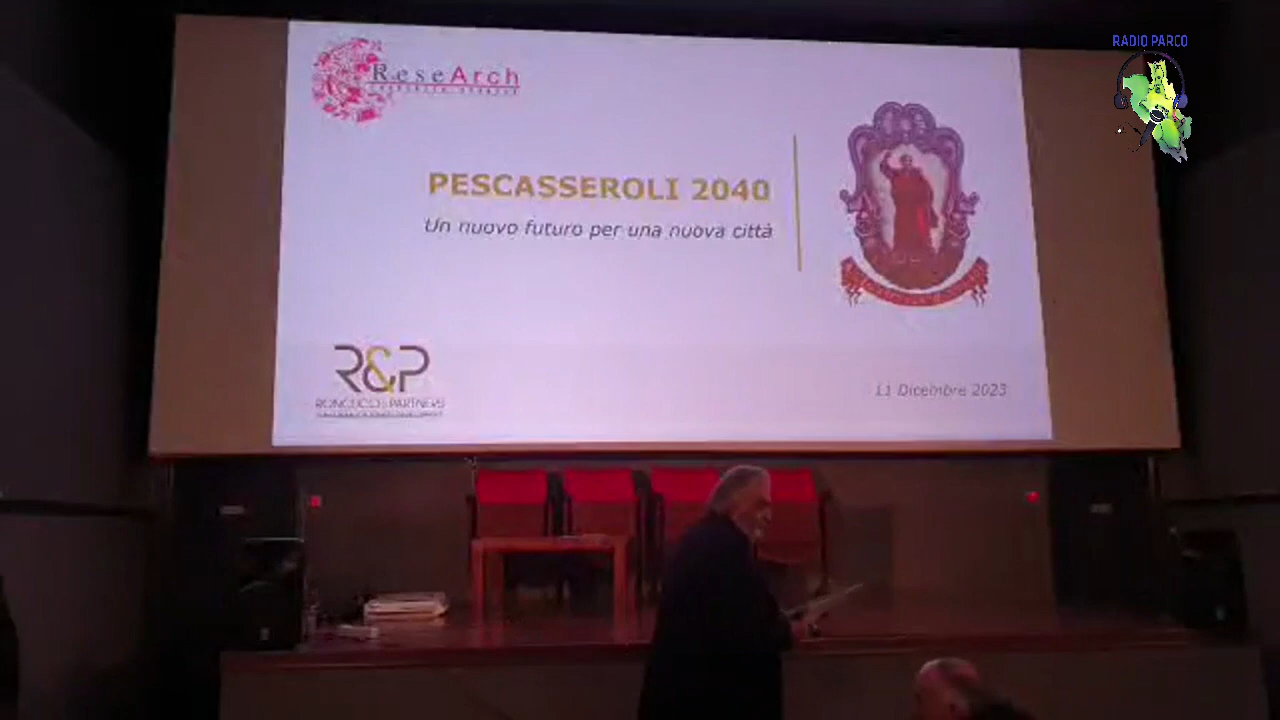 RADIO PARCO
ReseArch
PESCASSEROLI 2040
Un nuovo futuro per una nuova città
R&P
11 Dicembre 2023